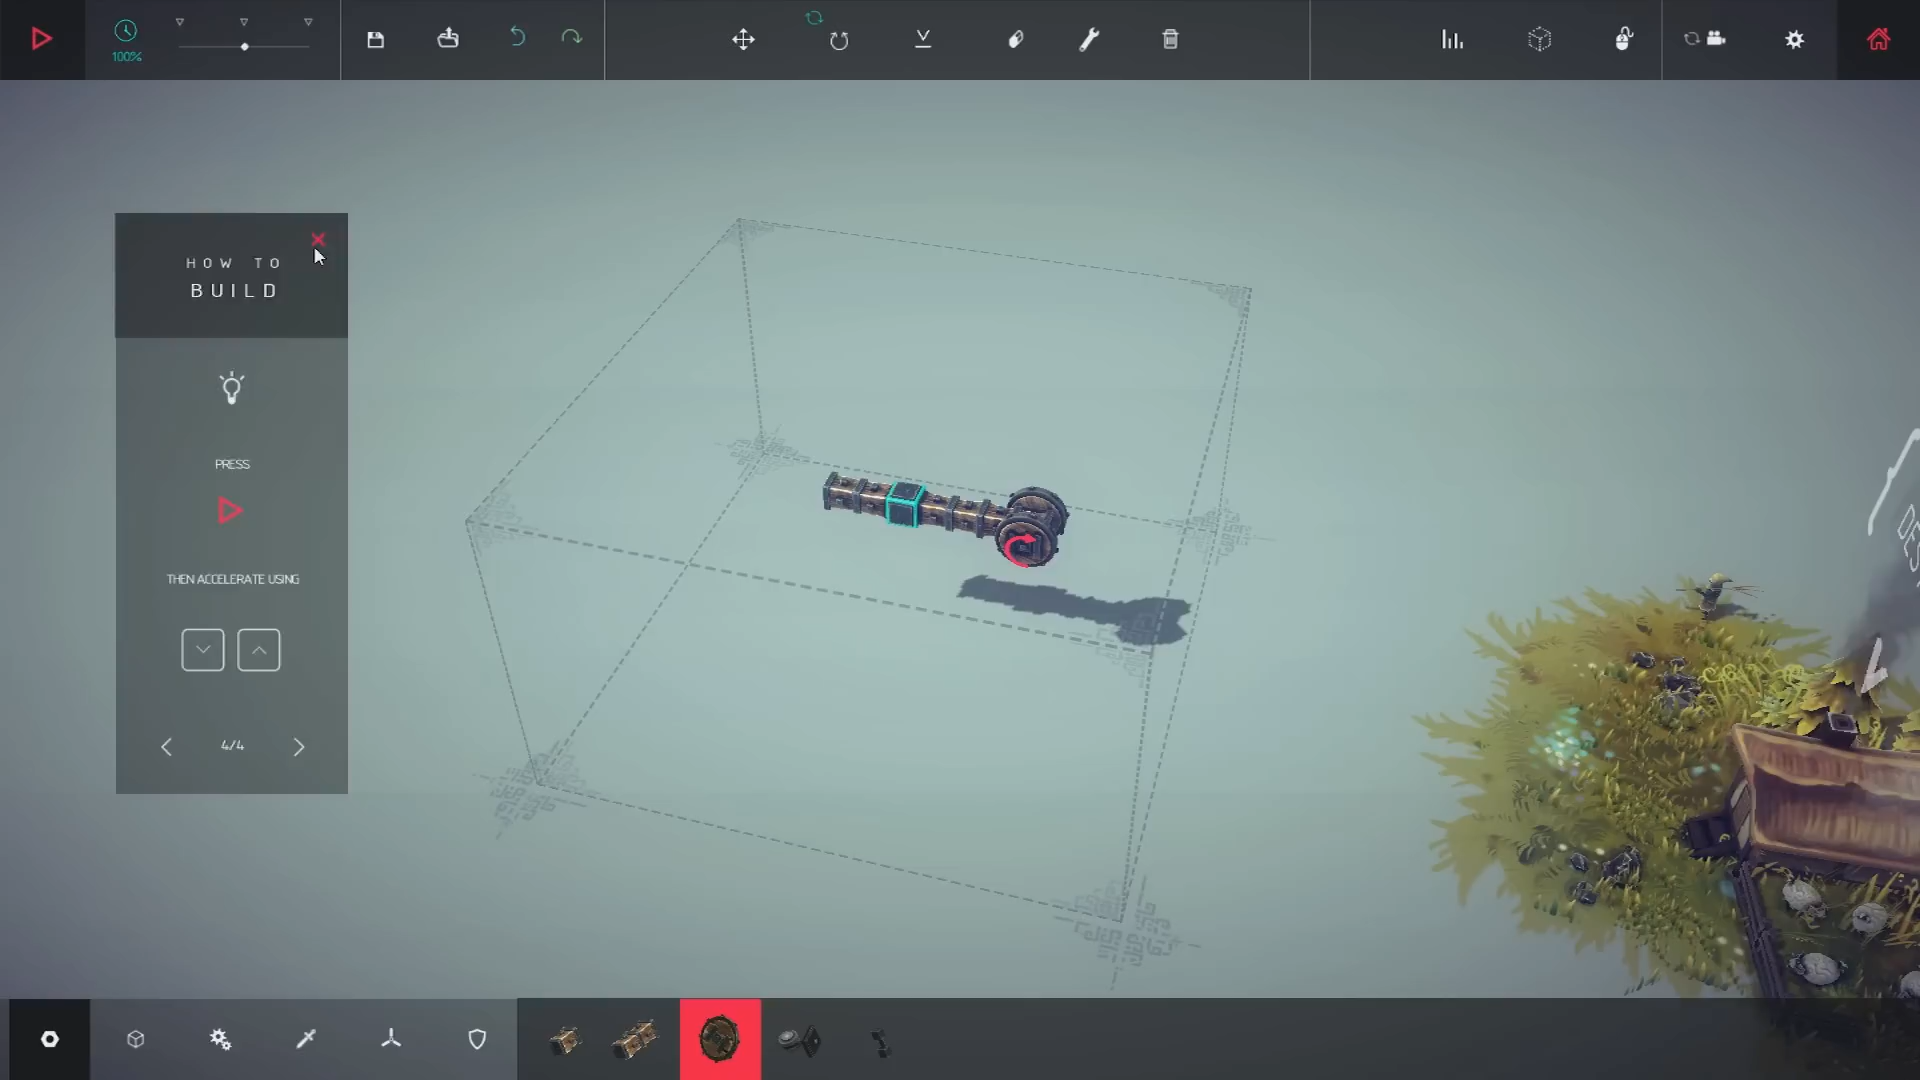 100%
HOW TO
BUILD
PRESS
THEN ACCELERATE USING
4/4